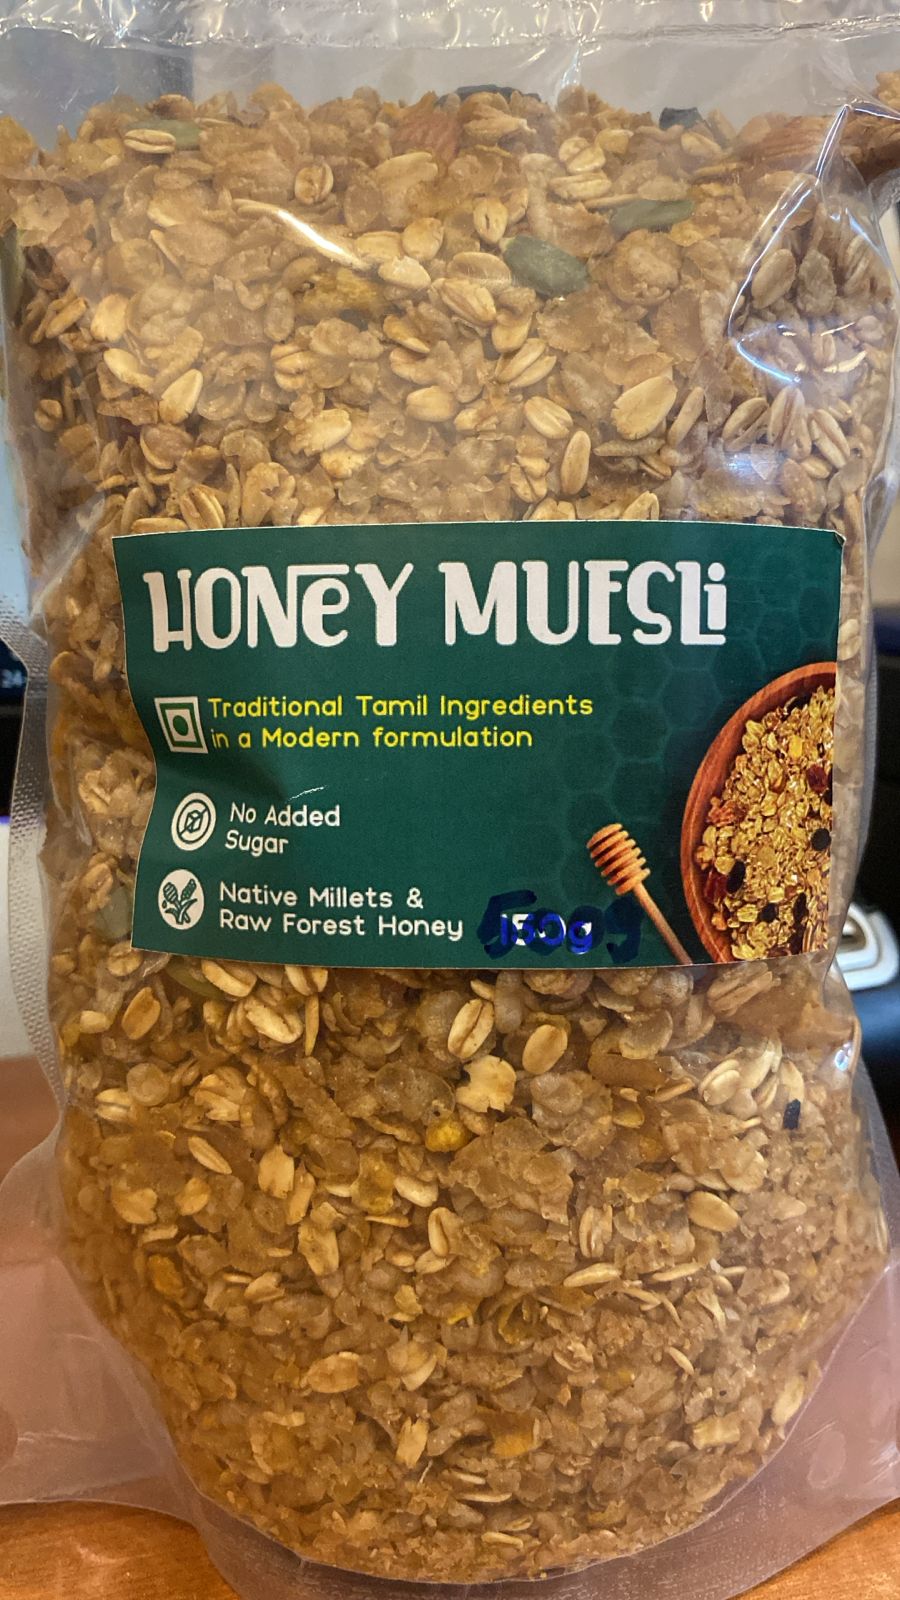 HONEY MUESLI
Traditional Tamil Ingredients
in a Modern formulation
No Added
Sugar
Native Millets &
Raw Forest Honey
150g